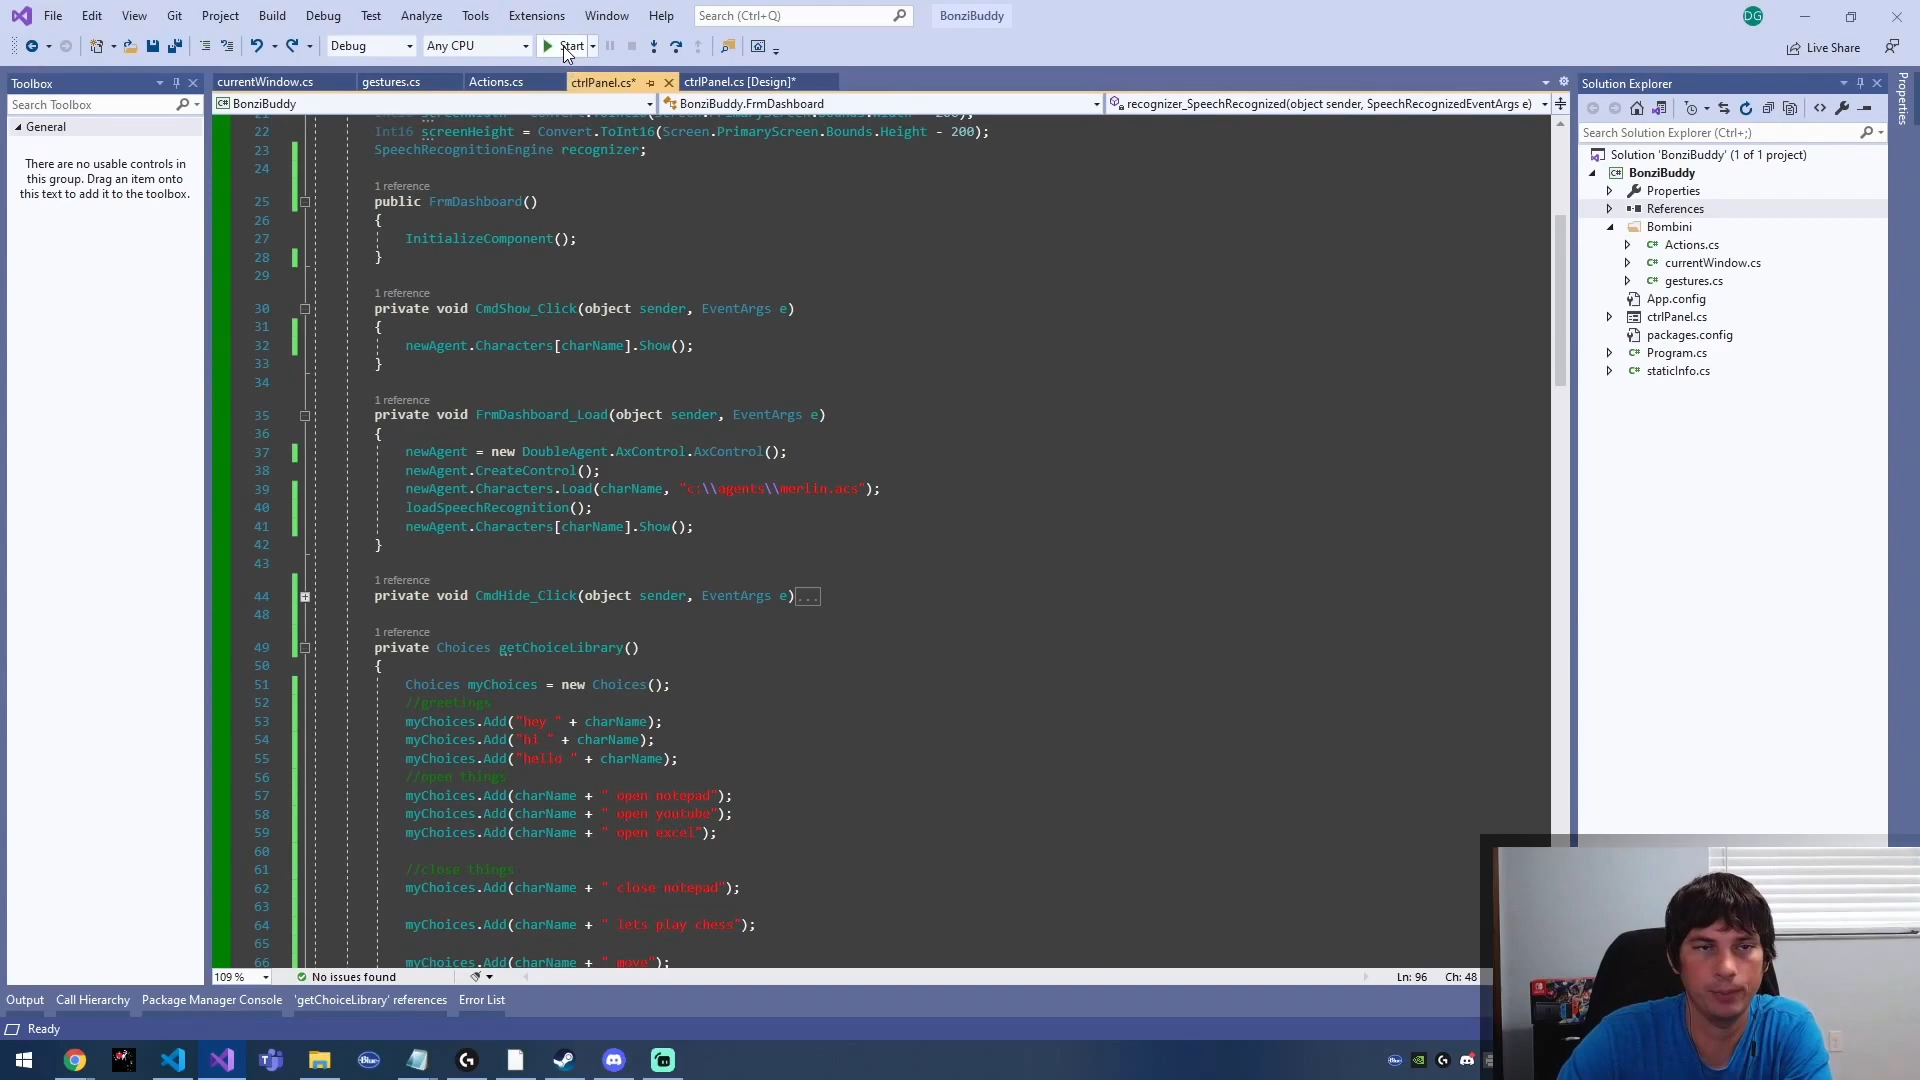 File Edit View Git Project Build Debug Test Analyze Tools Extensions Window Help Search (Ctrl+Q) BonziBuddy DG
Debug Any CPU Start Live Share
Toolbox
Search Toolbox
General
There are no usable controls in
this group. Drag an item onto
this text to add it to the toolbox.
currentWindow.cs gestures.cs Actions.cs ctrlPanel.cs* ctrlPanel.cs [Design]*
BonziBuddy BonziBuddy.FrmDashboard recognizer_SpeechRecognized(object sender, SpeechRecognizedEventArgs e)
22 Int16 screenHeight = Convert.ToInt16(Screen.PrimaryScreen.Bounds.Height - 200);
23 SpeechRecognitionEngine recognizer;
24
1 reference
25 public FrmDashboard()
26 {
27 InitializeComponent();
28 }
29
1 reference
30 private void CmdShow_Click(object sender, EventArgs e)
31 {
32 newAgent.Characters[charName].Show();
33 }
34
1 reference
35 private void FrmDashboard_Load(object sender, EventArgs e)
36 {
37 newAgent = new DoubleAgent.AxControl.AxControl();
38 newAgent.CreateControl();
39 newAgent.Characters.Load(charName, "c:\\agents\\merlin.acs");
40 loadSpeechRecognition();
41 newAgent.Characters[charName].Show();
42 }
43
1 reference
44 private void CmdHide_Click(object sender, EventArgs e)...
48
1 reference
49 private Choices getChoiceLibrary()
50 {
51 Choices myChoices = new Choices();
52 //greetings
53 myChoices.Add("hey " + charName);
54 myChoices.Add("hi " + charName);
55 myChoices.Add("hello " + charName);
56 //open things
57 myChoices.Add(charName + " open notepad");
58 myChoices.Add(charName + " open youtube");
59 myChoices.Add(charName + " open excel");
60
61 //close things
62 myChoices.Add(charName + " close notepad");
63
64 myChoices.Add(charName + " lets play chess");
65
66 myChoices.Add(charName + " move");
109 % No issues found Ln: 96 Ch: 48
Solution Explorer
Search Solution Explorer (Ctrl+;)
Solution 'BonziBuddy' (1 of 1 project)
BonziBuddy
Properties
References
Bombini
Actions.cs
currentWindow.cs
gestures.cs
App.config
ctrlPanel.cs
packages.config
Program.cs
staticInfo.cs
Properties
Output Call Hierarchy Package Manager Console 'getChoiceLibrary' references Error List
Ready